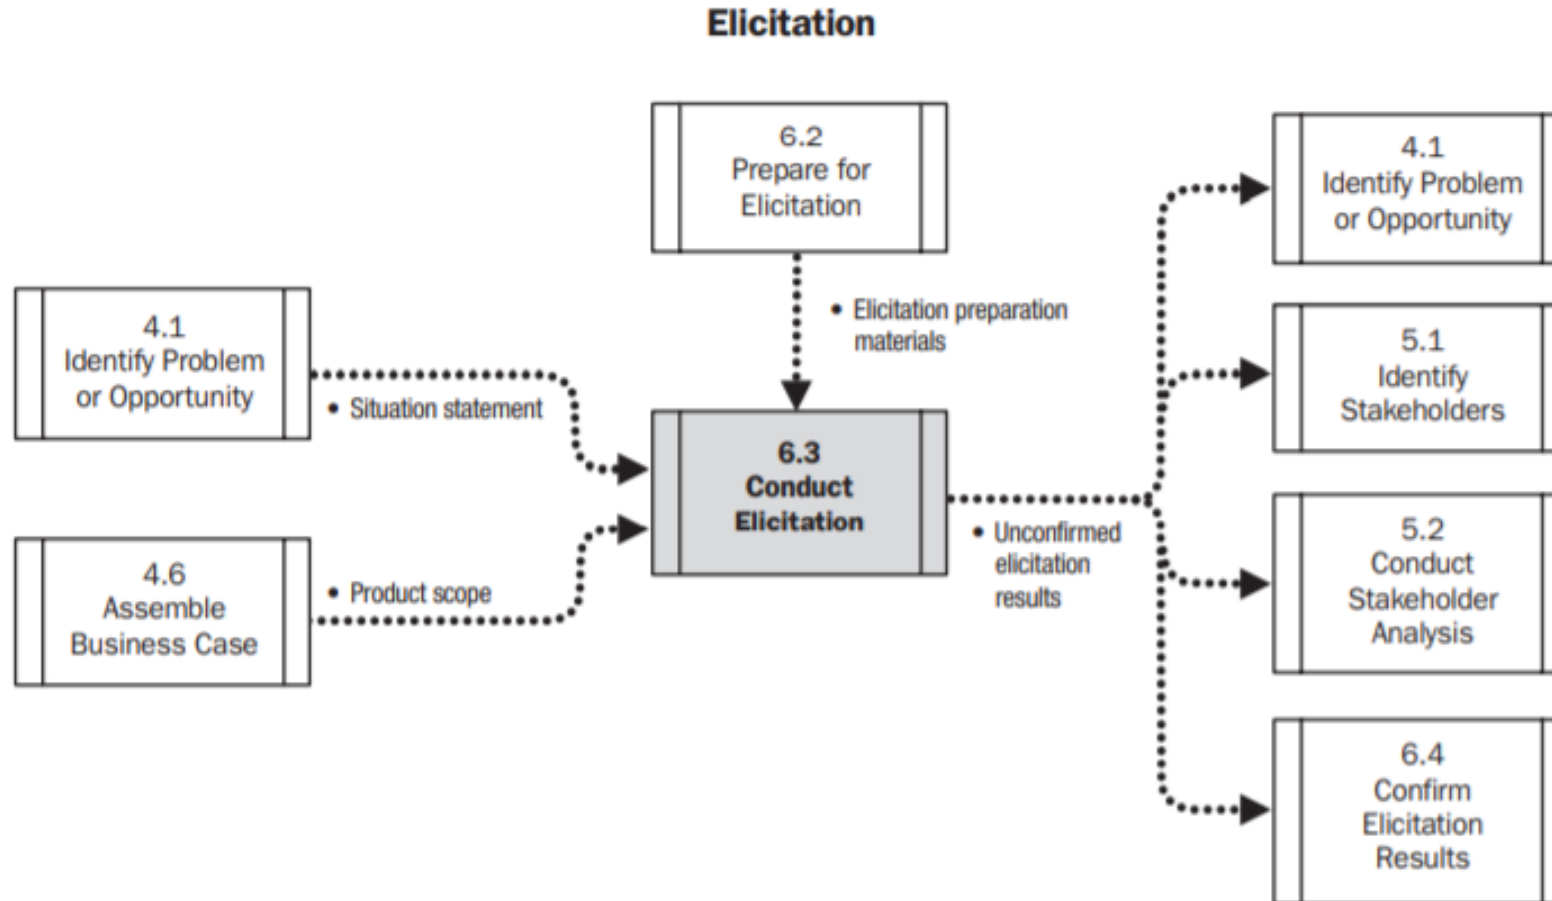 Elicitation
6.2
Prepare for
Elicitation
4.1
Identify Problem
or Opportunity
• Elicitation preparation
materials
4.1
Identify Problem
or Opportunity
• Situation statement
5.1
Identify
Stakeholders
6.3
Conduct
Elicitation
4.6
Assemble
Business Case
• Product scope
• Unconfirmed
elicitation
results
5.2
Conduct
Stakeholder
Analysis
6.4
Confirm
Elicitation
Results